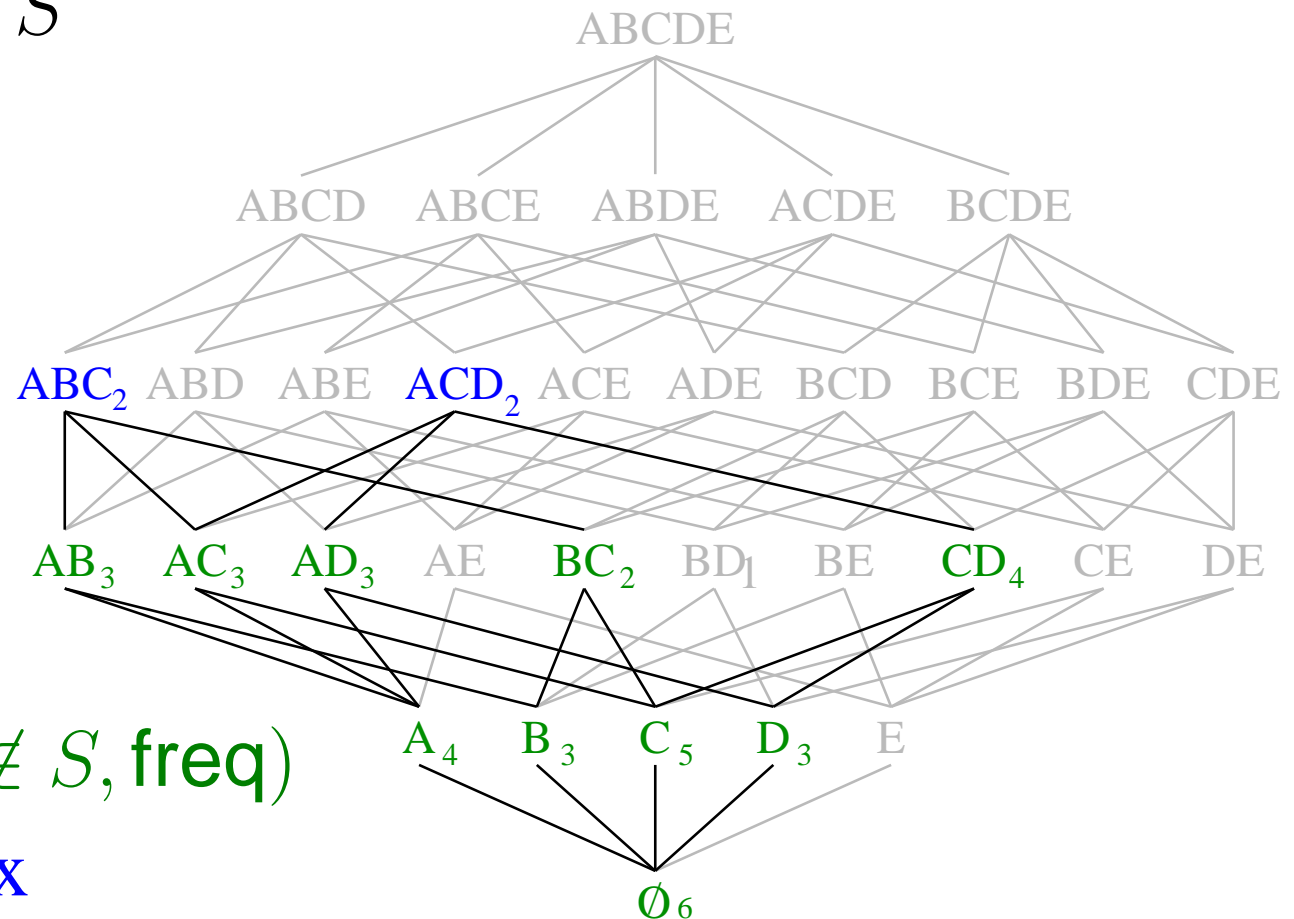 S
ABCDE
ABCD ABCE ABDE ACDE BCDE
ABC₂ ABD ABE ACD₂ ACE ADE BCD BCE BDE CDE
AB₃ AC₃ AD₃ AE BC₂ BD₁ BE CD₄ CE DE
A₄ B₃ C₅ D₃ E
∉ S, freq)
x
Ø₆